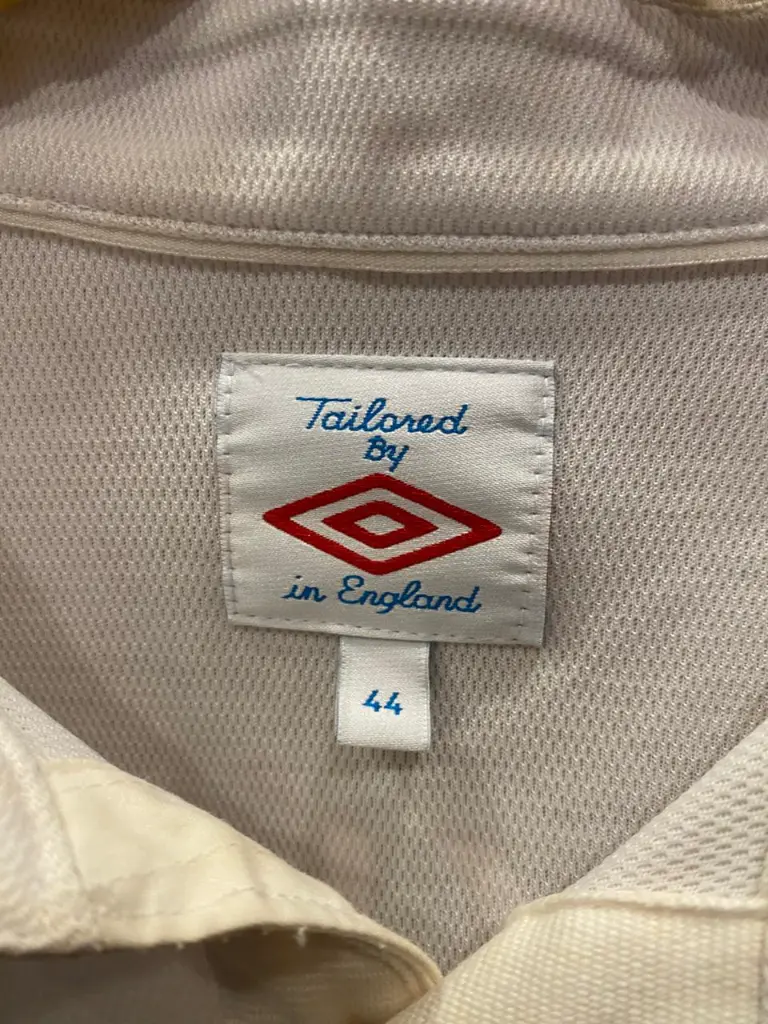 Tailored
By
in England
44